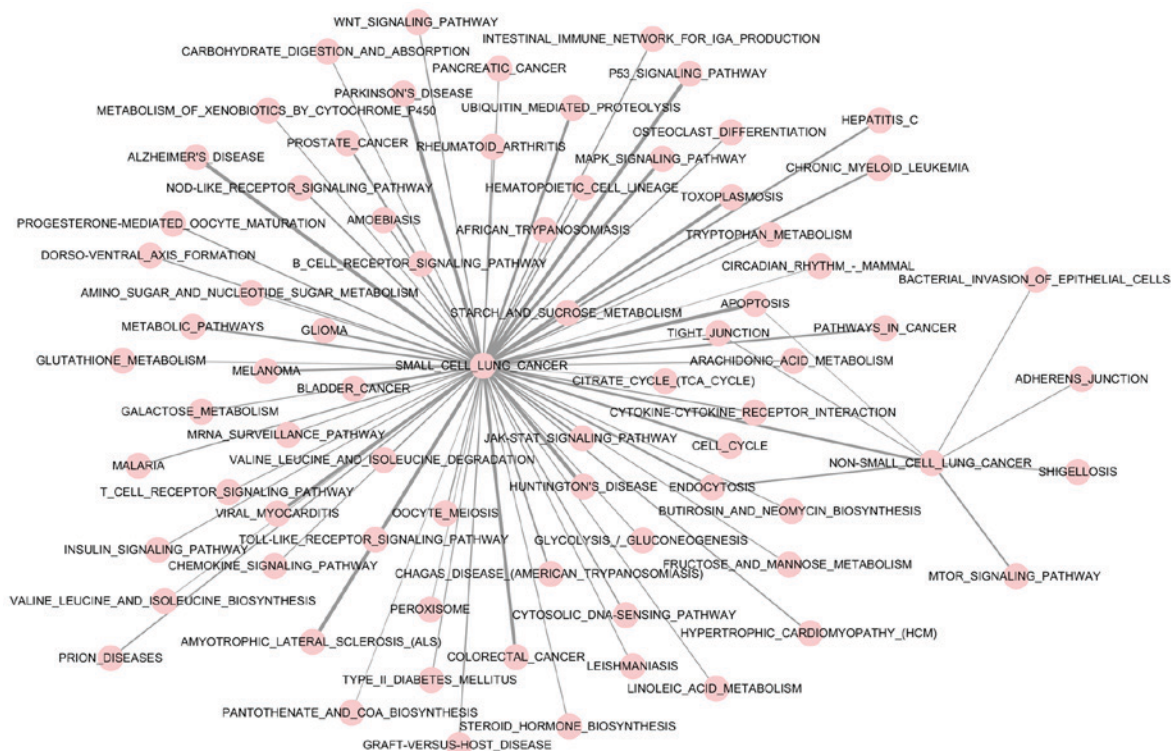 WNT_SIGNALING_PATHWAY
INTESTINAL_IMMUNE_NETWORK_FOR_IGA_PRODUCTION
CARBOHYDRATE_DIGESTION_AND_ABSORPTION
PANCREATIC_CANCER
P53_SIGNALING_PATHWAY
PARKINSON'S_DISEASE
METABOLISM_OF_XENOBIOTICS_BY_CYTOCHROME_P450
UBIQUITIN_MEDIATED_PROTEOLYSIS
HEPATITIS_C
OSTEOCLAST_DIFFERENTIATION
PROSTATE_CANCER
RHEUMATOID_ARTHRITIS
ALZHEIMER'S_DISEASE
MAPK_SIGNALING_PATHWAY
CHRONIC_MYELOID_LEUKEMIA
NOD-LIKE_RECEPTOR_SIGNALING_PATHWAY
HEMATOPOIETIC_CELL_LINEAGE
TOXOPLASMOSIS
PROGESTERONE-MEDIATED_OOCYTE_MATURATION
AMOEBIASIS
AFRICAN_TRYPANOSOMIASIS
TRYPTOPHAN_METABOLISM
DORSO-VENTRAL_AXIS_FORMATION
B_CELL_RECEPTOR_SIGNALING_PATHWAY
CIRCADIAN_RHYTHM_-_MAMMAL
BACTERIAL_INVASION_OF_EPITHELIAL_CELLS
AMINO_SUGAR_AND_NUCLEOTIDE_SUGAR_METABOLISM
APOPTOSIS
STARCH_AND_SUCROSE_METABOLISM
METABOLIC_PATHWAYS
GLIOMA
TIGHT_JUNCTION
PATHWAYS_IN_CANCER
GLUTATHIONE_METABOLISM
SMALL_CELL_LUNG_CANCER
ARACHIDONIC_ACID_METABOLISM
MELANOMA
CITRATE_CYCLE_(TCA_CYCLE)
ADHERENS_JUNCTION
BLADDER_CANCER
GALACTOSE_METABOLISM
CYTOKINE-CYTOKINE_RECEPTOR_INTERACTION
MRNA_SURVEILLANCE_PATHWAY
JAK-STAT_SIGNALING_PATHWAY
CELL_CYCLE
MALARIA
VALINE_LEUCINE_AND_ISOLEUCINE_DEGRADATION
NON-SMALL_CELL_LUNG_CANCER
SHIGELLOSIS
T_CELL_RECEPTOR_SIGNALING_PATHWAY
HUNTINGTON'S_DISEASE
ENDOCYTOSIS
VIRAL_MYOCARDITIS
OOCYTE_MEIOSIS
BUTIROSIN_AND_NEOMYCIN_BIOSYNTHESIS
TOLL-LIKE_RECEPTOR_SIGNALING_PATHWAY
GLYCOLYSIS_/_GLUCONEOGENESIS
INSULIN_SIGNALING_PATHWAY
CHEMOKINE_SIGNALING_PATHWAY
FRUCTOSE_AND_MANNOSE_METABOLISM
CHAGAS_DISEASE_(AMERICAN_TRYPANOSOMIASIS)
MTOR_SIGNALING_PATHWAY
VALINE_LEUCINE_AND_ISOLEUCINE_BIOSYNTHESIS
PEROXISOME
CYTOSOLIC_DNA-SENSING_PATHWAY
HYPERTROPHIC_CARDIOMYOPATHY_(HCM)
AMYOTROPHIC_LATERAL_SCLEROSIS_(ALS)
PRION_DISEASES
COLORECTAL_CANCER
LEISHMANIASIS
TYPE_II_DIABETES_MELLITUS
LINOLEIC_ACID_METABOLISM
PANTOTHENATE_AND_COA_BIOSYNTHESIS
STEROID_HORMONE_BIOSYNTHESIS
GRAFT-VERSUS-HOST_DISEASE